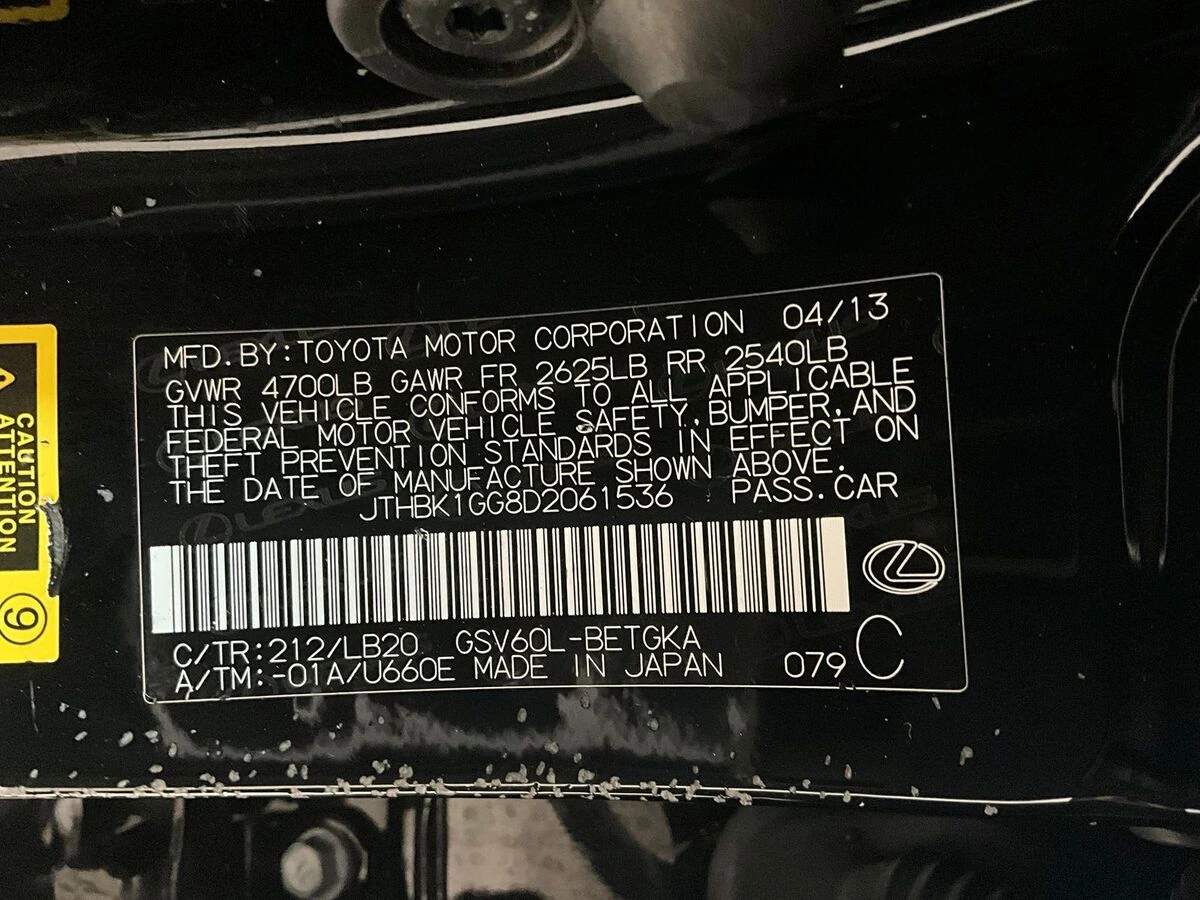 MFD.BY:TOYOTA MOTOR CORPORATION 04/13
GVWR 4700LB GAWR FR 2625LB RR 2540LB
THIS VEHICLE CONFORMS TO ALL APPLICABLE
FEDERAL MOTOR VEHICLE SAFETY,BUMPER,AND
THEFT PREVENTION STANDARDS IN EFFECT ON
THE DATE OF MANUFACTURE SHOWN ABOVE.
JTHBK1GG8D2061536 PASS.CAR
C/TR:212/LB20 GSV60L-BETGKA
A/TM:-01A/U660E MADE IN JAPAN 079 C
CAUTION
ATTENTION
9